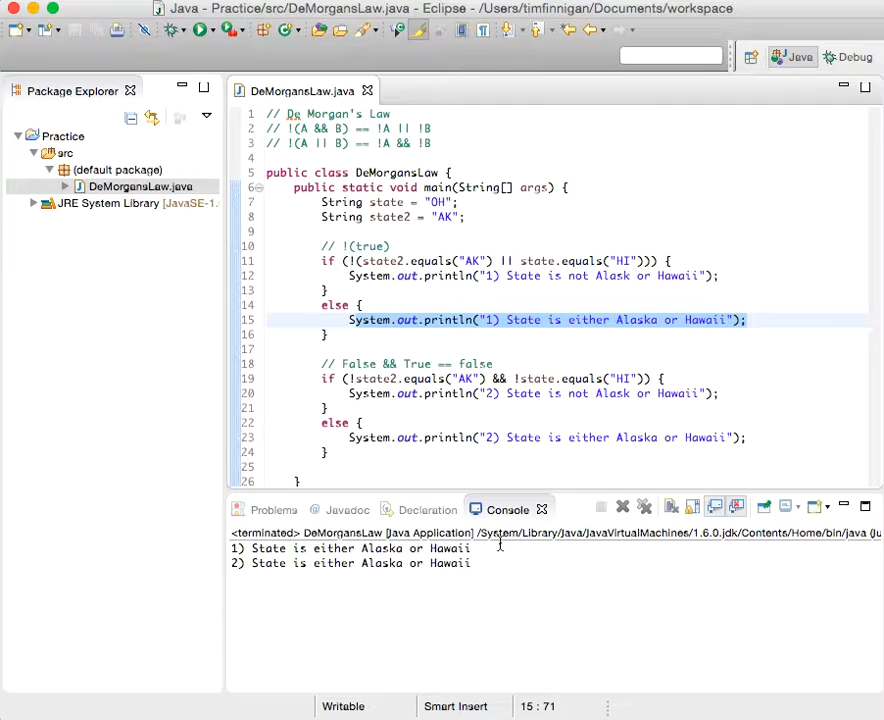 Java - Practice/src/DeMorgansLaw.java - Eclipse - /Users/timfinnigan/Documents/workspace
Java
Debug
Package Explorer
Practice
src
(default package)
DeMorgansLaw.java
JRE System Library [JavaSE-1.
DeMorgansLaw.java
1 // De Morgan's Law
2 // !(A && B) == !A || !B
3 // !(A || B) == !A && !B
4
5 public class DeMorgansLaw {
6 public static void main(String[] args) {
7 String state = "OH";
8 String state2 = "AK";
9
10 // !(true)
11 if (!(state2.equals("AK") || state.equals("HI"))) {
12 System.out.println("1) State is not Alask or Hawaii");
13 }
14 else {
15 System.out.println("1) State is either Alaska or Hawaii");
16 }
17
18 // False && True == false
19 if (!state2.equals("AK") && !state.equals("HI")) {
20 System.out.println("2) State is not Alask or Hawaii");
21 }
22 else {
23 System.out.println("2) State is either Alaska or Hawaii");
24 }
25
26 }
Problems
Javadoc
Declaration
Console
<terminated> DeMorgansLaw [Java Application] /System/Library/Java/JavaVirtualMachines/1.6.0.jdk/Contents/Home/bin/java (Ju
1) State is either Alaska or Hawaii
2) State is either Alaska or Hawaii
Writable
Smart Insert
15 : 71